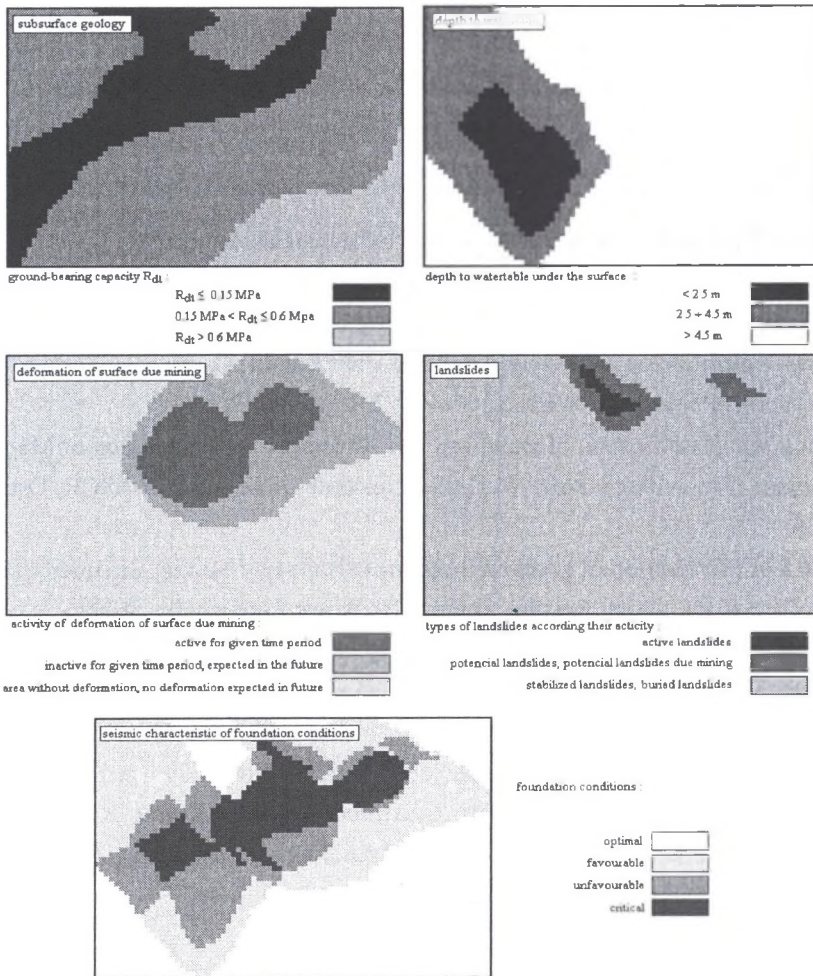 subsurface geology
depth to
ground-bearing capacity Rdt :
Rdt ≤ 0.15 MPa
0.15 MPa < Rdt ≤ 0.6 Mpa
Rdt > 0.6 MPa
depth to watertable under the surface :
< 2.5 m
2.5 ÷ 4.5 m
> 4.5 m
deformation of surface due mining
landslides
activity of deformation of surface due mining :
active for given time period
inactive for given time period, expected in the future
area without deformation, no deformation expected in future
types of landslides according their acticity :
active landslides
potencial landslides, potencial landslides due mining
stabilized landslides, buried landslides
seismic characteristic of foundation conditions
foundation conditions :
optimal
favourable
unfavourable
critical